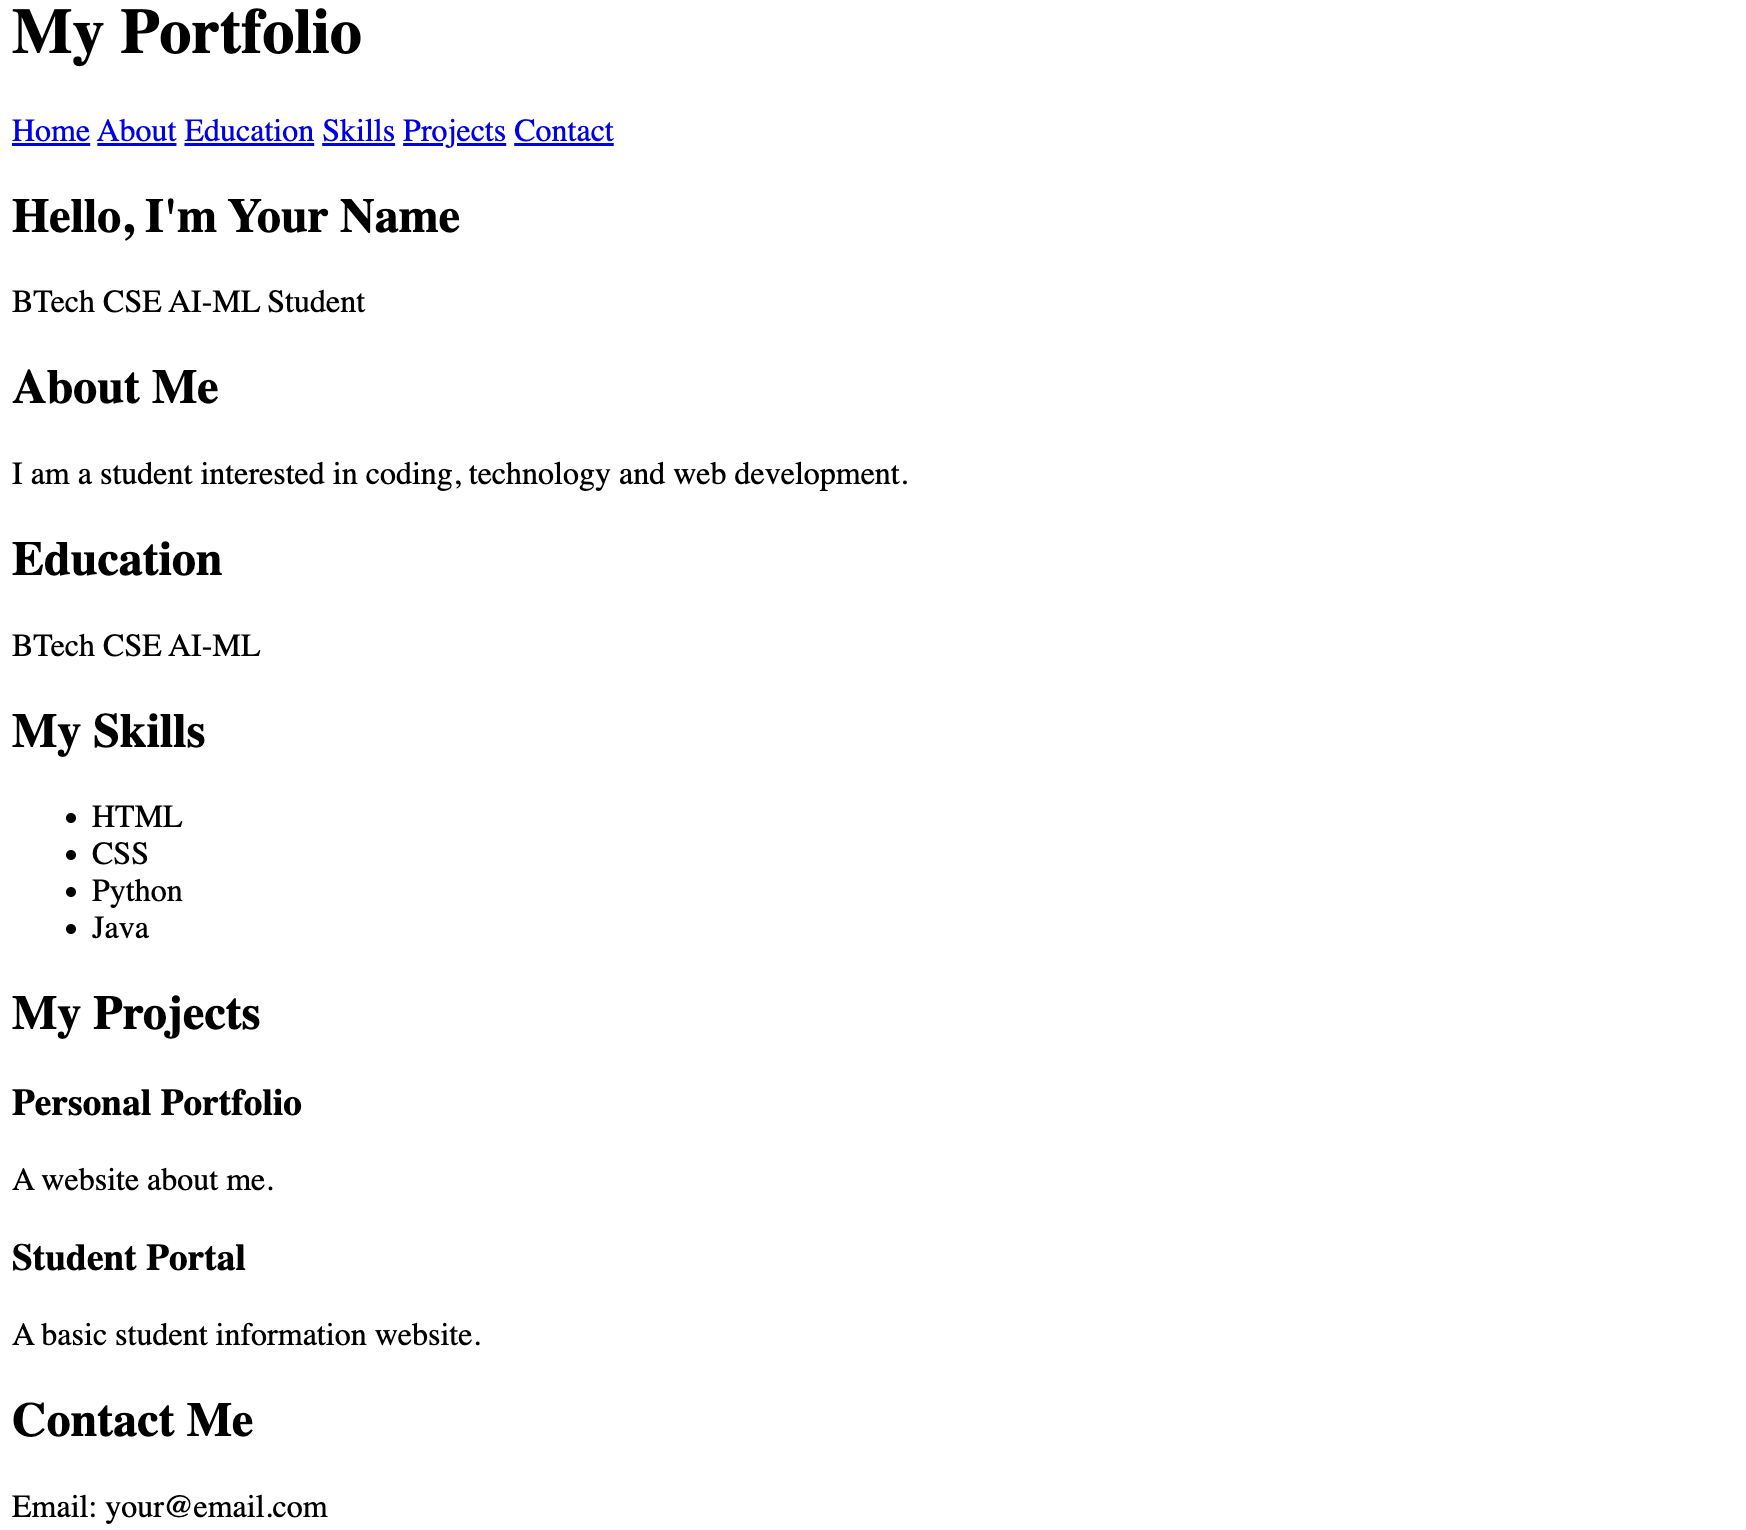 My Portfolio
Home About Education Skills Projects Contact
Hello, I'm Your Name
BTech CSE AI-ML Student
About Me
I am a student interested in coding, technology and web development.
Education
BTech CSE AI-ML
My Skills
• HTML
• CSS
• Python
• Java
My Projects
Personal Portfolio
A website about me.
Student Portal
A basic student information website.
Contact Me
Email: your@email.com